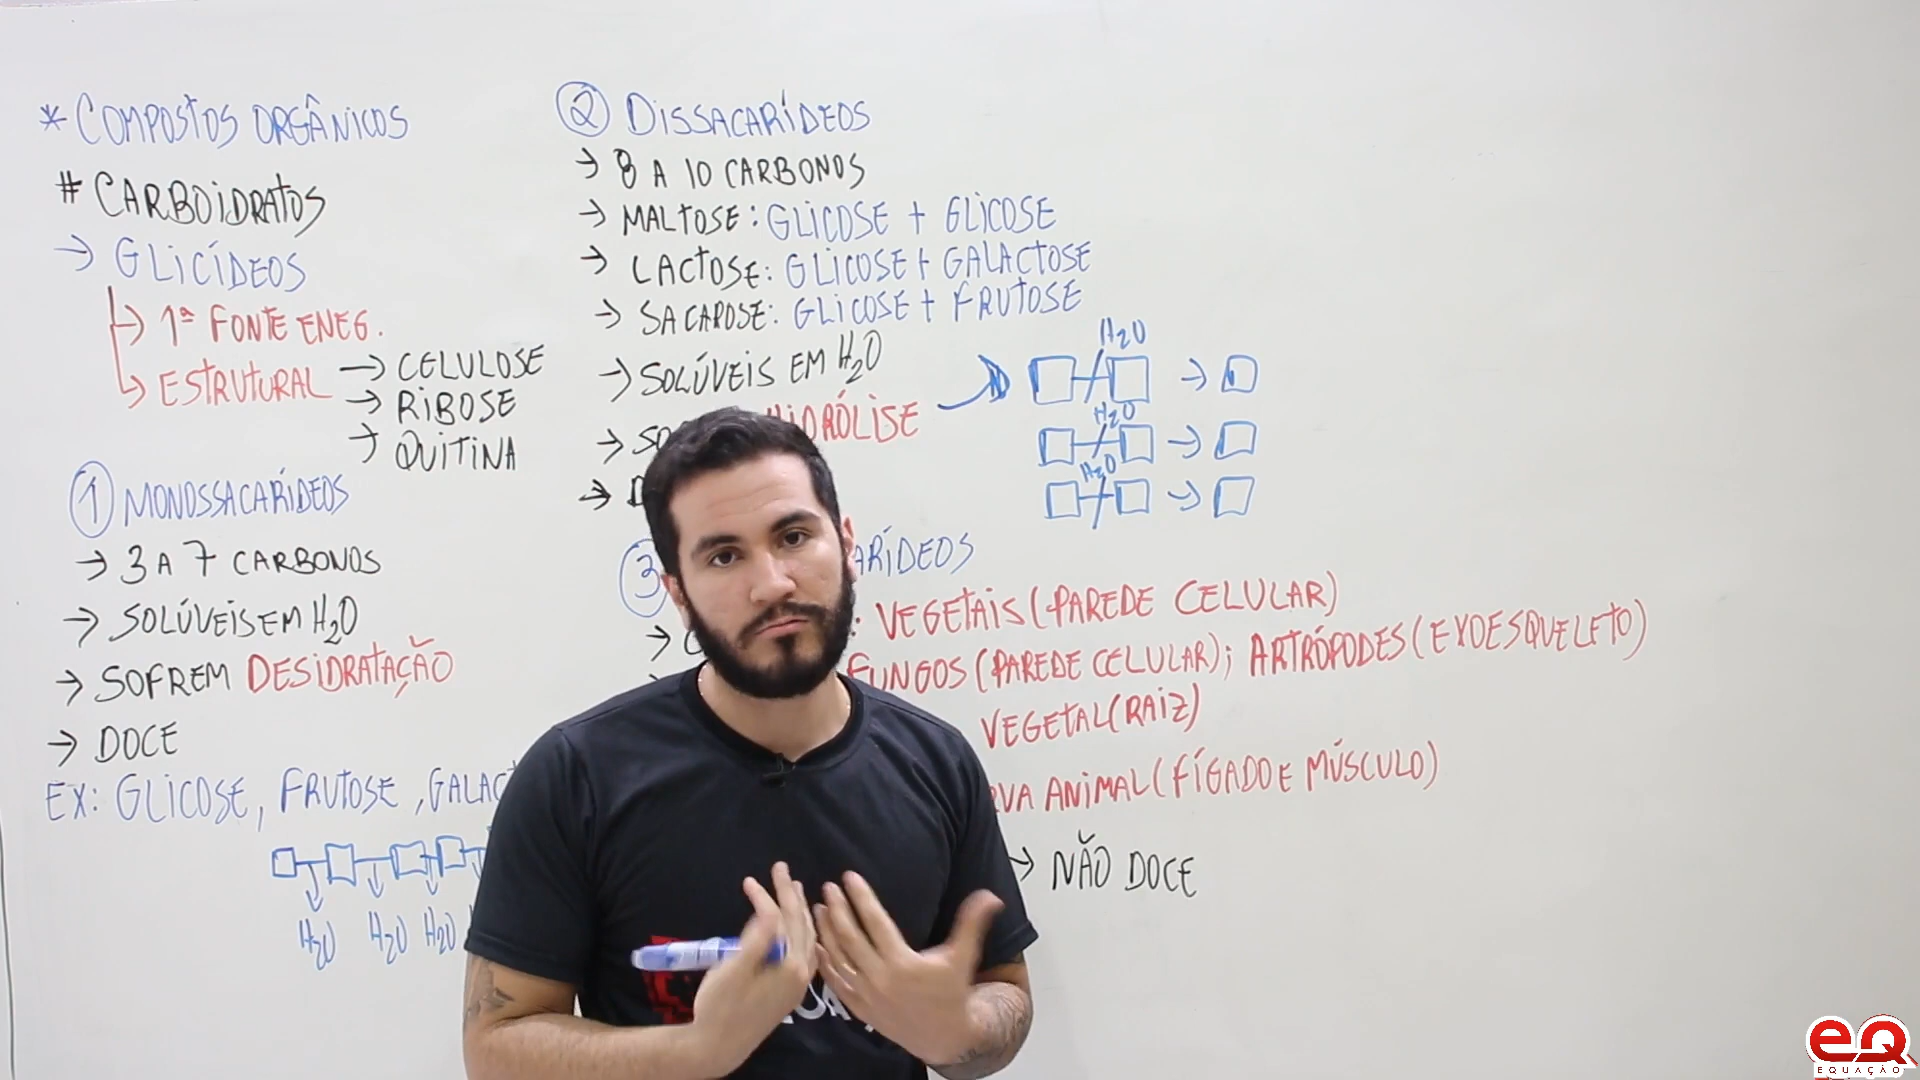 * COMPOSTOS ORGÂNICOS
# CARBOIDRATOS
→ GLICÍDEOS
→ 1ª FONTE ENEG.
→ ESTRUTURAL → CELULOSE
→ RIBOSE
→ QUITINA
① MONOSSACARÍDEOS
→ 3 A 7 CARBONOS
→ SOLÚVEIS EM H2O
→ SOFREM DESIDRATAÇÃO
→ DOCE
EX: GLICOSE, FRUTOSE, GALACT
H2O H2O H2O
② DISSACARÍDEOS
→ 8 A 10 CARBONOS
→ MALTOSE: GLICOSE + GLICOSE
→ LACTOSE: GLICOSE + GALACTOSE
→ SACAROSE: GLICOSE + FRUTOSE
→ SOLÚVEIS EM H2O
→ SO HIDRÓLISE
→ D
H2O
H2O
H2O
③ ARÍDEOS
→ C : VEGETAIS (PAREDE CELULAR)
FUNGOS (PAREDE CELULAR); ARTRÓPODES (EXOESQUELETO)
VEGETAL (RAIZ)
RVA ANIMAL (FÍGADO E MÚSCULO)
→ NÃO DOCE
eQ
EQUAÇÃO